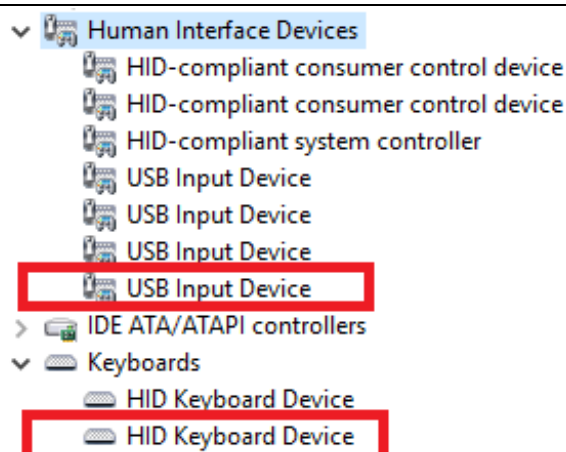 Human Interface Devices
HID-compliant consumer control device
HID-compliant consumer control device
HID-compliant system controller
USB Input Device
USB Input Device
USB Input Device
USB Input Device
IDE ATA/ATAPI controllers
Keyboards
HID Keyboard Device
HID Keyboard Device